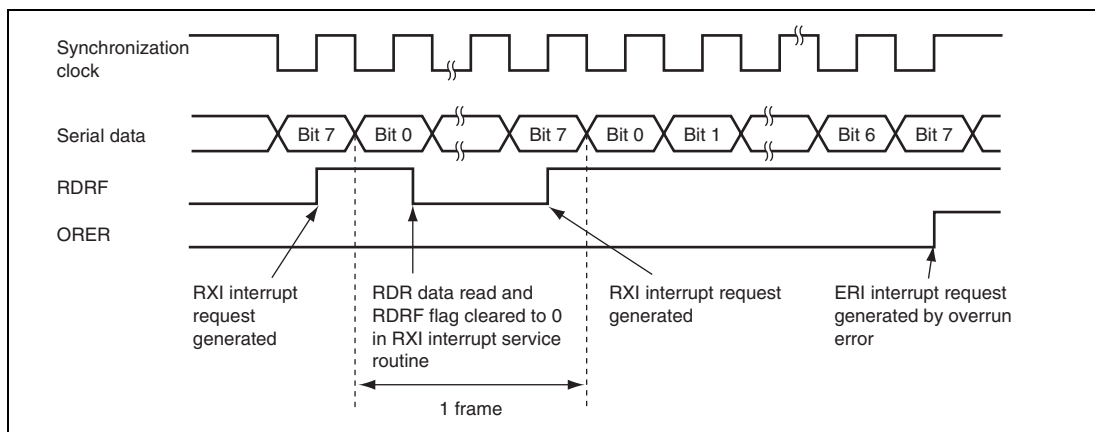 Synchronization
clock
Serial data
Bit 7
Bit 0
Bit 7
Bit 0
Bit 1
Bit 6
Bit 7
RDRF
ORER
RXI interrupt
request
generated
RDR data read and
RDRF flag cleared to 0
in RXI interrupt service
routine
RXI interrupt request
generated
ERI interrupt request
generated by overrun
error
1 frame